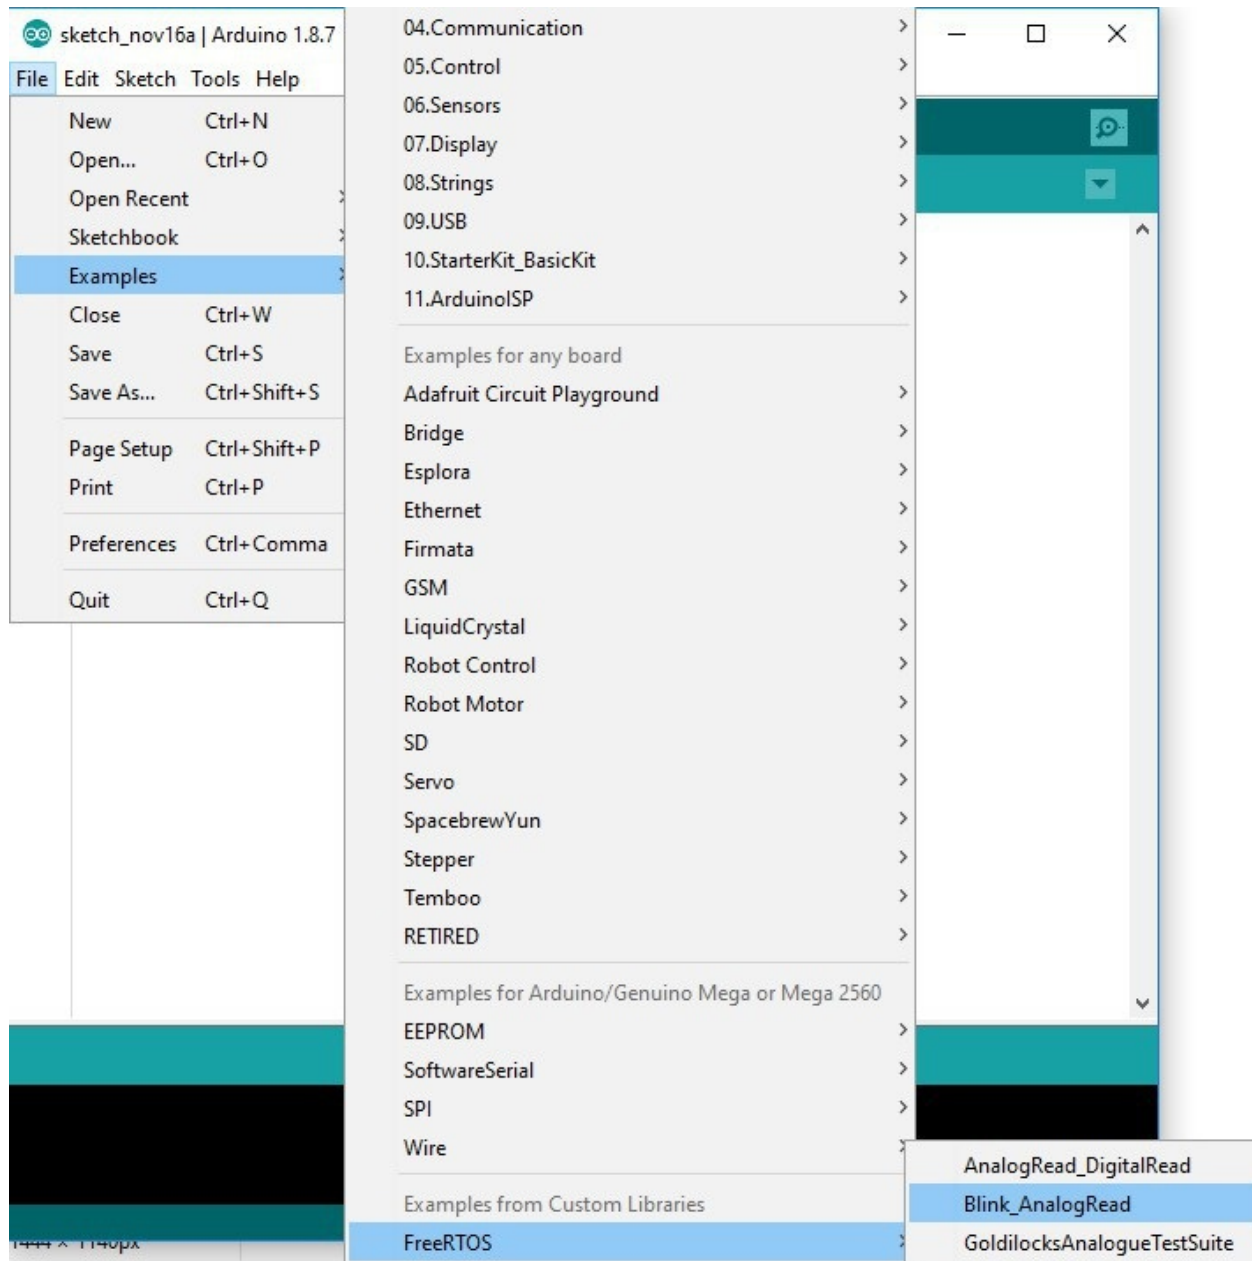 sketch_nov16a | Arduino 1.8.7
File Edit Sketch Tools Help
New Ctrl+N
Open... Ctrl+O
Open Recent
Sketchbook
Examples
Close Ctrl+W
Save Ctrl+S
Save As... Ctrl+Shift+S
Page Setup Ctrl+Shift+P
Print Ctrl+P
Preferences Ctrl+Comma
Quit Ctrl+Q
04.Communication
05.Control
06.Sensors
07.Display
08.Strings
09.USB
10.StarterKit_BasicKit
11.ArduinoISP
Examples for any board
Adafruit Circuit Playground
Bridge
Esplora
Ethernet
Firmata
GSM
LiquidCrystal
Robot Control
Robot Motor
SD
Servo
SpacebrewYun
Stepper
Temboo
RETIRED
Examples for Arduino/Genuino Mega or Mega 2560
EEPROM
SoftwareSerial
SPI
Wire
Examples from Custom Libraries
FreeRTOS
AnalogRead_DigitalRead
Blink_AnalogRead
GoldilocksAnalogueTestSuite